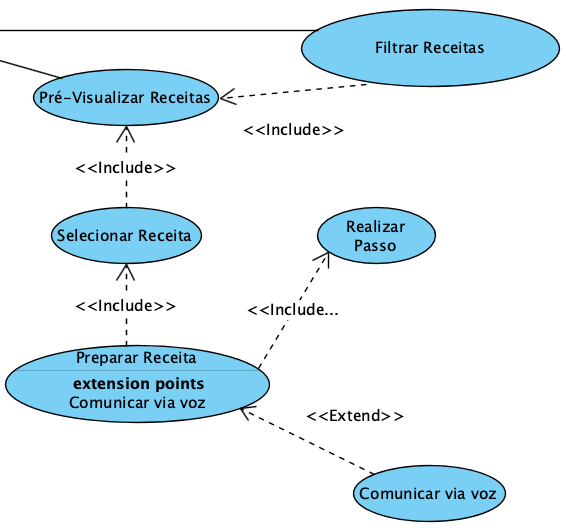 Filtrar Receitas
Pré-Visualizar Receitas
<<Include>>
<<Include>>
Selecionar Receita
Realizar
Passo
<<Include>>
<<Include...
Preparar Receita
extension points
Comunicar via voz
<<Extend>>
Comunicar via voz